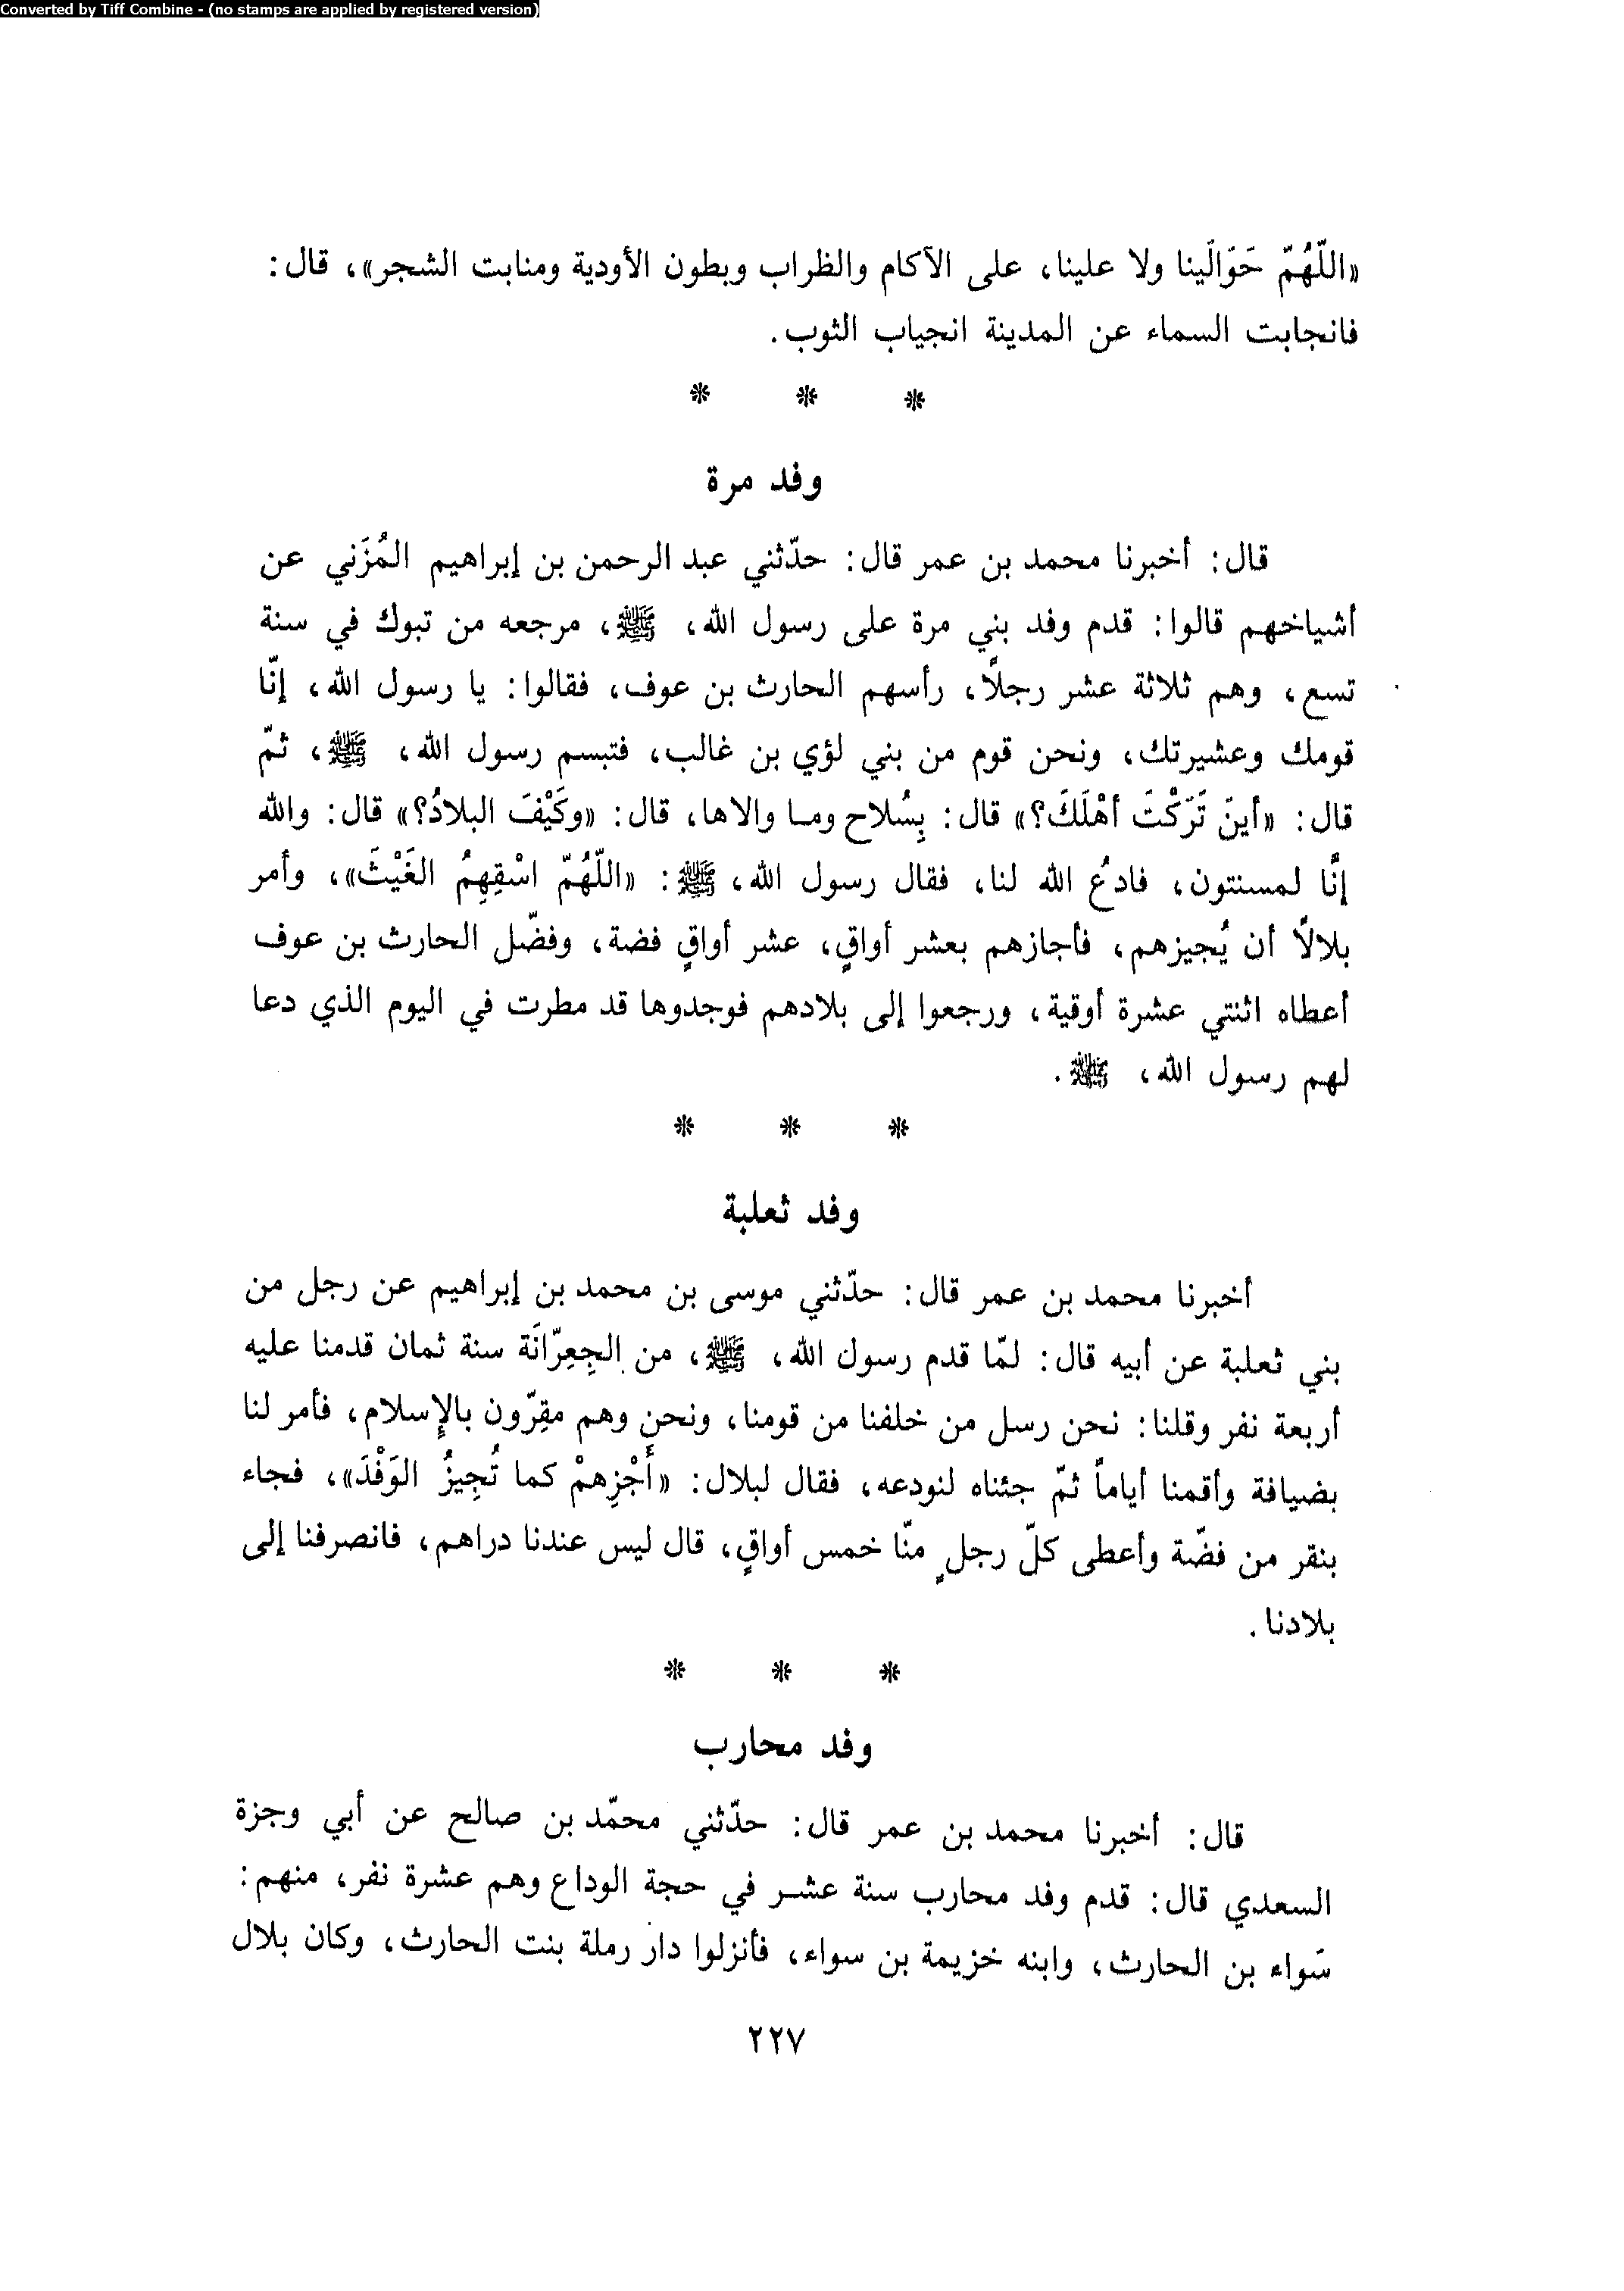 Converted by Tiff Combine - (no stamps are applied by registered version)
«اللّهُمّ حَوَالَينا ولا علينا، على الآكام والظراب وبطون الأودية ومنابت الشجر»، قال:
فانجابت السماء عن المدينة انجياب الثوب.
* * *
وفد مرة
قال: أخبرنا محمد بن عمر قال: حدّثني عبد الرحمن بن إبراهيم المُزَني عن
أشياخهم قالوا: قدم وفد بني مرة على رسول الله، ﷺ، مرجعه من تبوك في سنة
تسع، وهم ثلاثة عشر رجلاً، رأسهم الحارث بن عوف، فقالوا: يا رسول الله، إنّا
قومك وعشيرتك، ونحن قوم من بني لؤي بن غالب، فتبسم رسول الله، ﷺ، ثمّ
قال: «أينَ تَرَكْتَ أهْلَكَ؟» قال: بِسُلاح وما والاها، قال: «وكَيْفَ البلادُ؟» قال: والله
إنّا لمسنتون، فادعُ الله لنا، فقال رسول الله، ﷺ: «اللّهُمّ اسْقِهِمُ الغَيْثَ»، وأمر
بلالاً أن يُجيزهم، فأجازهم بعشر أواقٍ، عشر أواقٍ فضة، وفضّل الحارث بن عوف
أعطاه اثنتي عشرة أوقية، ورجعوا إلى بلادهم فوجدوها قد مطرت في اليوم الذي دعا
لهم رسول الله، ﷺ.
* * *
وفد ثعلبة
أخبرنا محمد بن عمر قال: حدّثني موسى بن محمد بن إبراهيم عن رجل من
بني ثعلبة عن أبيه قال: لمّا قدم رسول الله، ﷺ، من الجِعِرّانَة سنة ثمان قدمنا عليه
أربعة نفر وقلنا: نحن رسل من خلفنا من قومنا، ونحن وهم مقِرّون بالإسلام، فأمر لنا
بضيافة وأقمنا أياماً ثمّ جئناه لنودعه، فقال لبلال: «أَجْزِهمْ كما تُجِيزُ الوَفْدَ»، فجاء
بنقر من فضّة وأعطى كلّ رجلٍ منّا خمس أواقٍ، قال ليس عندنا دراهم، فانصرفنا إلى
بلادنا.
* * *
وفد محارب
قال: أخبرنا محمد بن عمر قال: حدّثني محمّد بن صالح عن أبي وجزة
السعدي قال: قدم وفد محارب سنة عشر في حجة الوداع وهم عشرة نفر، منهم:
سَواء بن الحارث، وابنه خزيمة بن سواء، فأنزلوا دار رملة بنت الحارث، وكان بلال
٢٢٧